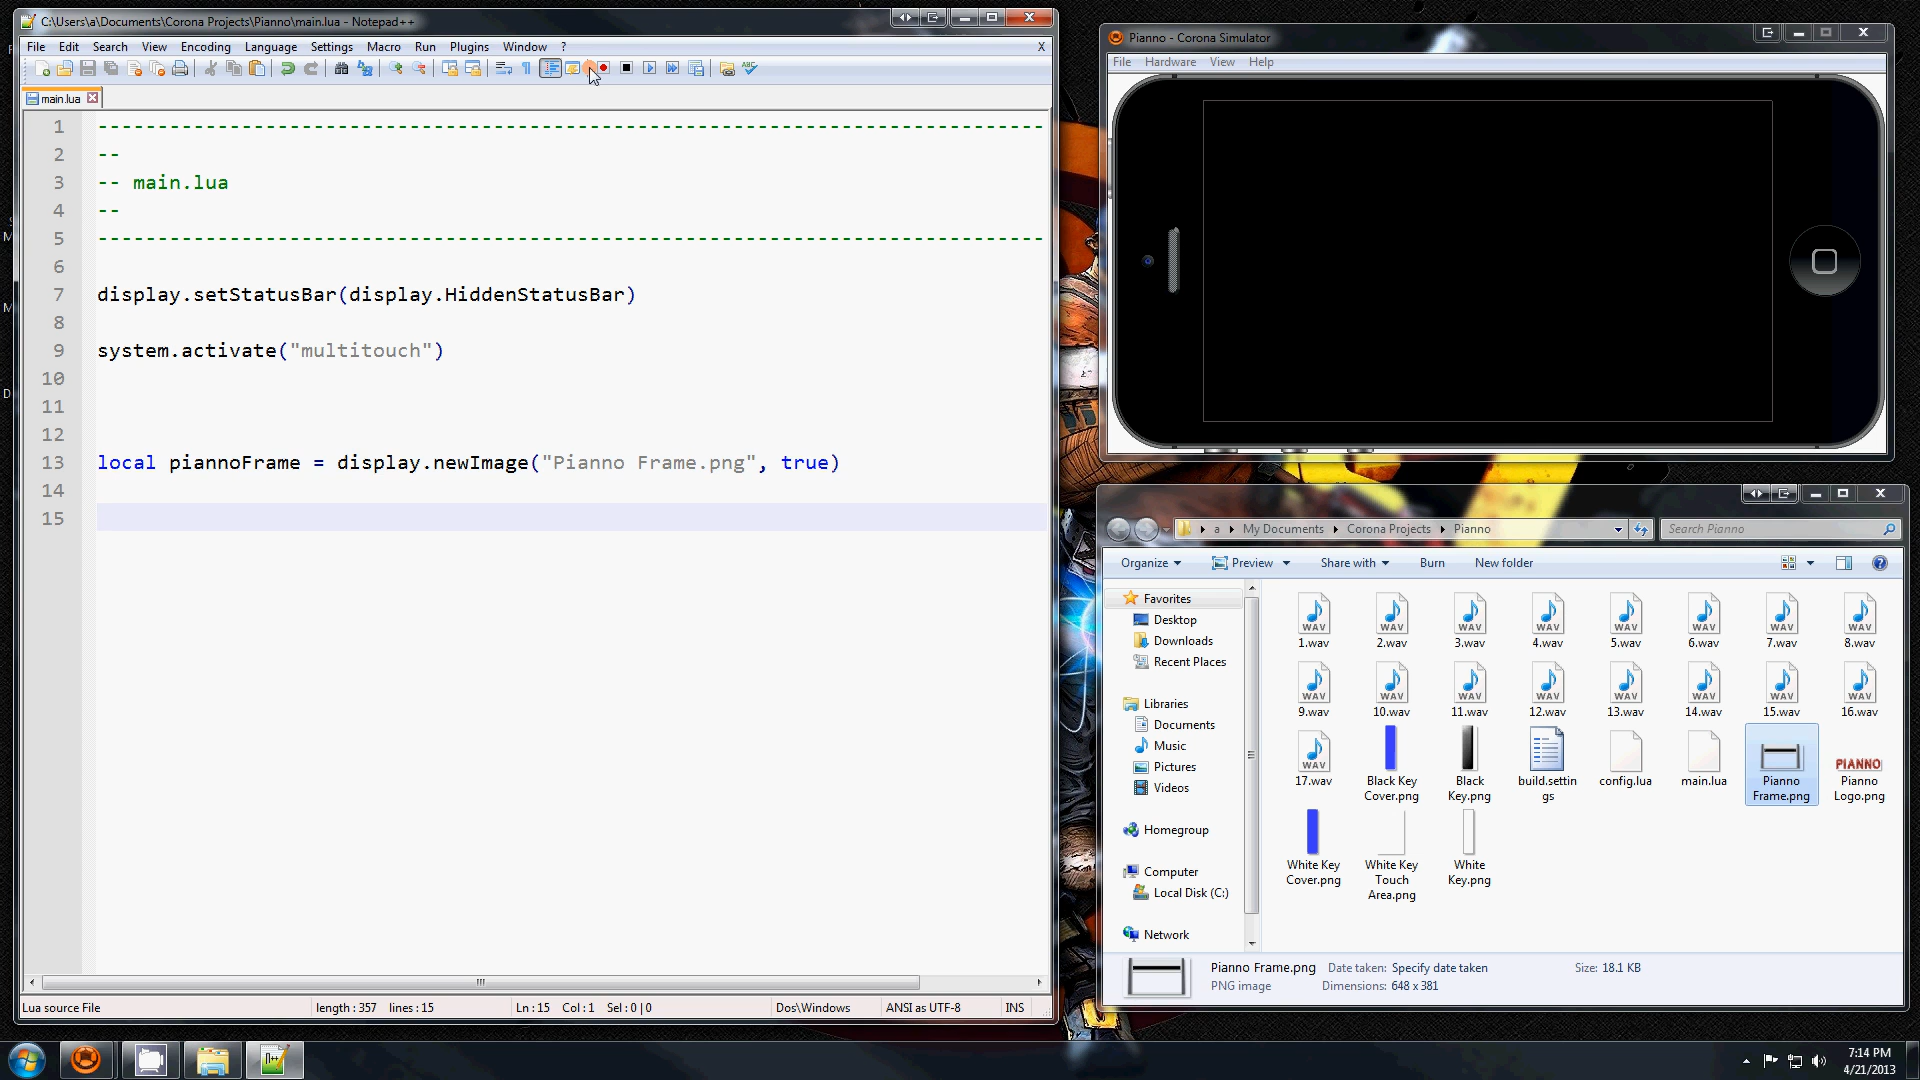 C:\Users\a\Documents\Corona Projects\Pianno\main.lua - Notepad++
File Edit Search View Encoding Language Settings Macro Run Plugins Window ? X
main.lua
1 --------------------------------------------------------------------------------
2 --
3 -- main.lua
4 --
5 --------------------------------------------------------------------------------
6
7 display.setStatusBar(display.HiddenStatusBar)
8
9 system.activate("multitouch")
10
11
12
13 local piannoFrame = display.newImage("Pianno Frame.png", true)
14
15
Lua source File length : 357 lines : 15 Ln : 15 Col : 1 Sel : 0 | 0 Dos\Windows ANSI as UTF-8 INS
Pianno - Corona Simulator
File Hardware View Help
a My Documents Corona Projects Pianno Search Pianno
Organize Preview Share with Burn New folder
Favorites
Desktop
Downloads
Recent Places
Libraries
Documents
Music
Pictures
Videos
Homegroup
Computer
Local Disk (C:)
Network
1.wav 2.wav 3.wav 4.wav 5.wav 6.wav 7.wav 8.wav
9.wav 10.wav 11.wav 12.wav 13.wav 14.wav 15.wav 16.wav
17.wav Black Key Cover.png Black Key.png build.settings config.lua main.lua Pianno Frame.png Pianno Logo.png
White Key Cover.png White Key Touch Area.png White Key.png
Pianno Frame.png Date taken: Specify date taken Size: 18.1 KB
PNG image Dimensions: 648 x 381
7:14 PM
4/21/2013